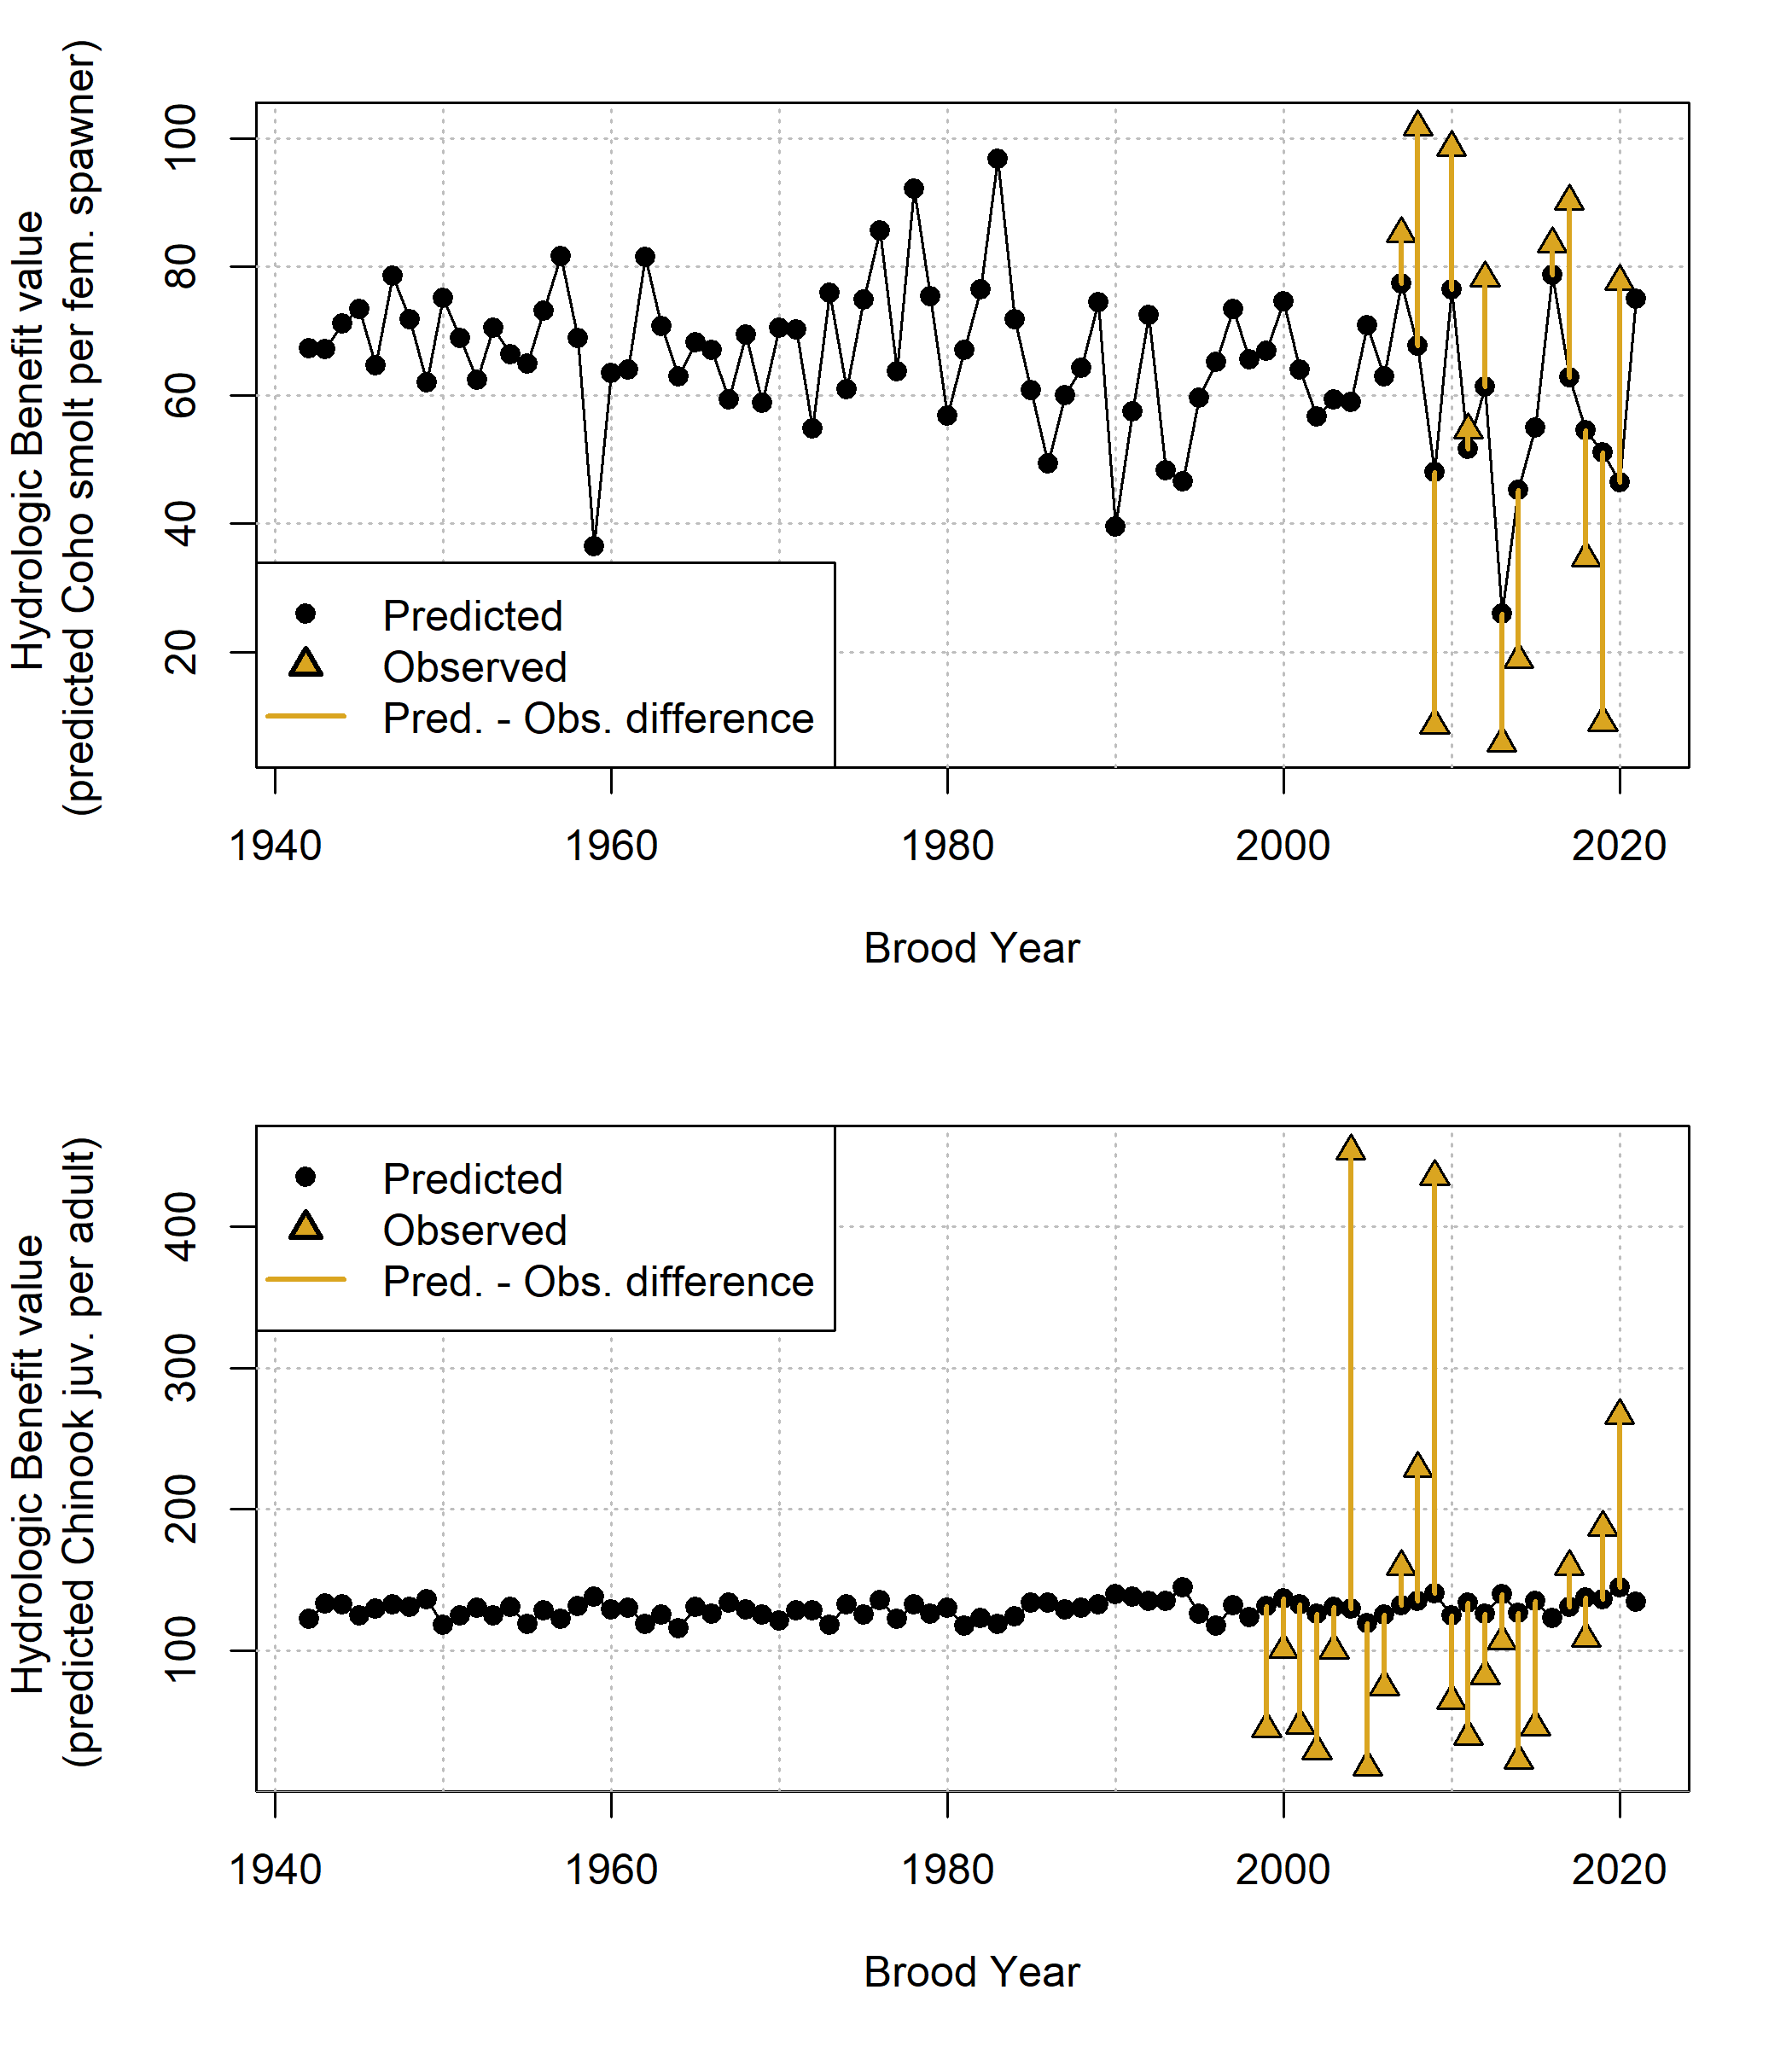 Hydrologic Benefit value
(predicted Coho smolt per fem. spawner)
100
80
60
40
20
Predicted
Observed
Pred. - Obs. difference
1940 1960 1980 2000 2020
Brood Year
Hydrologic Benefit value
(predicted Chinook juv. per adult)
400
300
200
100
Predicted
Observed
Pred. - Obs. difference
1940 1960 1980 2000 2020
Brood Year